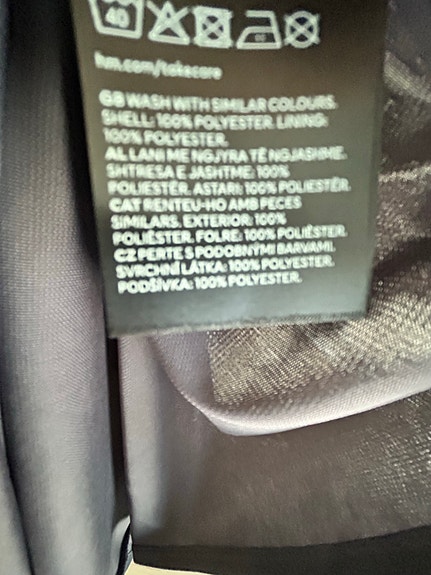 40
hm.com/takecare
GB WASH WITH SIMILAR COLOURS.
SHELL: 100% POLYESTER. LINING:
100% POLYESTER.
AL LANI ME NGJYRA TË NGJASHME.
SHTRESA E JASHTME: 100%
POLIESTËR. ASTARI: 100% POLIESTËR.
CAT RENTEU-HO AMB PECES
SIMILARS. EXTERIOR: 100%
POLIÈSTER. FOLRE: 100% POLIÈSTER.
CZ PERTE S PODOBNÝMI BARVAMI.
SVRCHNÍ LÁTKA: 100% POLYESTER.
PODŠÍVKA: 100% POLYESTER.